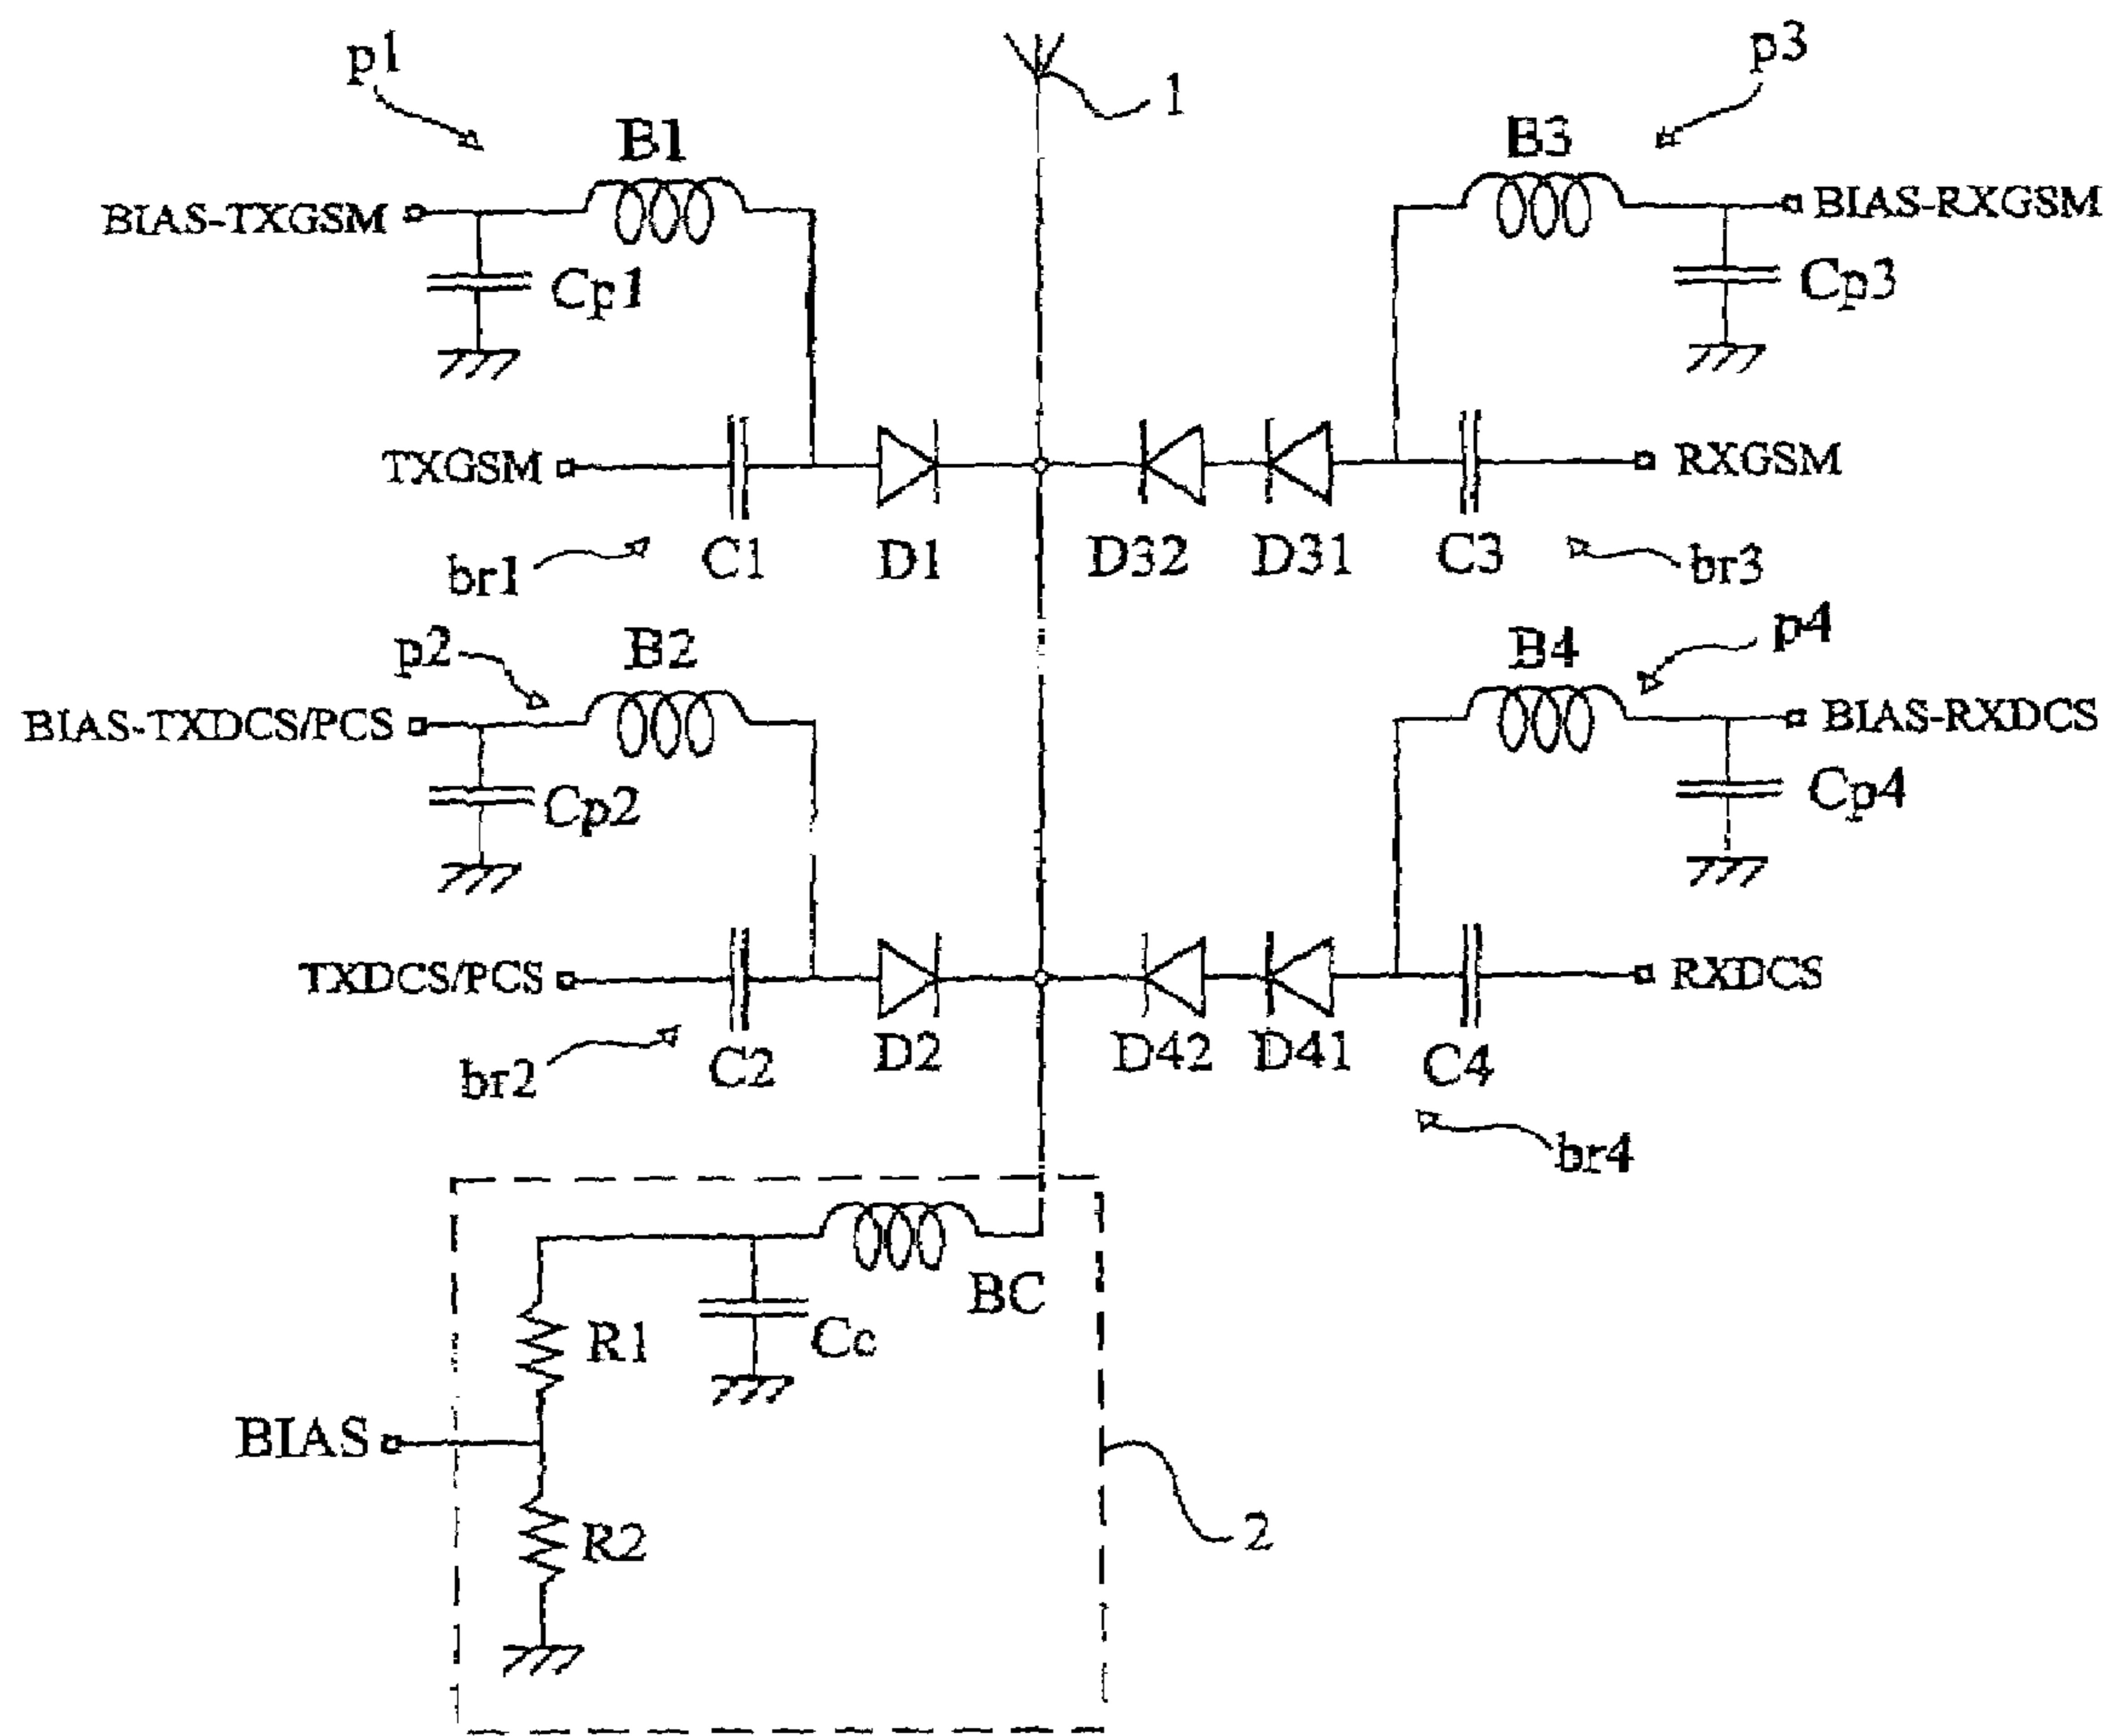 p1
1
p3
B1
B3
BIAS-TXGSM
BIAS-RXGSM
Cp1
Cp3
TXGSM
RXGSM
br1
C1
D1
D32
D31
C3
br3
p2
B2
B4
p4
BIAS-TXDCS/PCS
BIAS-RXDCS
Cp2
Cp4
TXDCS/PCS
RXDCS
br2
C2
D2
D42
D41
C4
br4
BC
R1
Cc
BIAS
R2
2